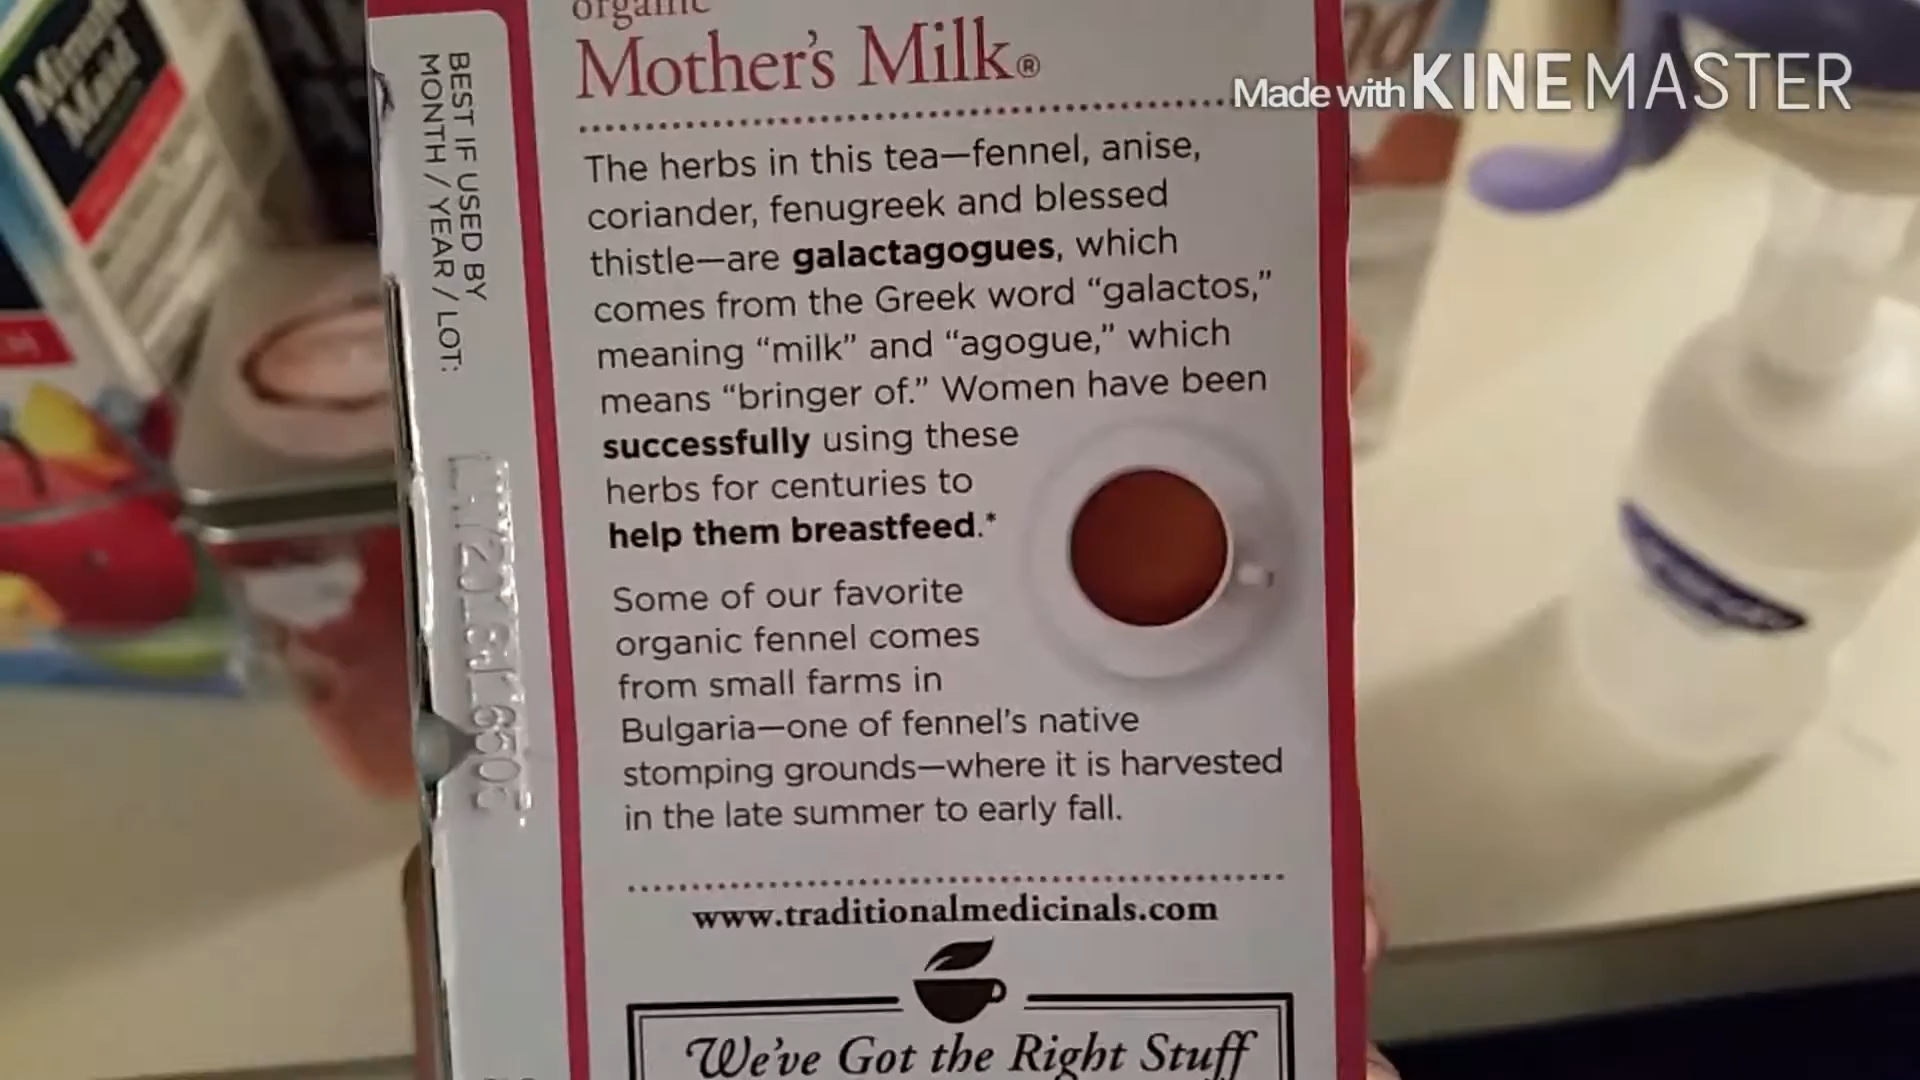 organic
Mother's Milk®
Made with KINEMASTER
The herbs in this tea—fennel, anise,
coriander, fenugreek and blessed
thistle—are galactagogues, which
comes from the Greek word “galactos,”
meaning “milk” and “agogue,” which
means “bringer of.” Women have been
successfully using these
herbs for centuries to
help them breastfeed.*
Some of our favorite
organic fennel comes
from small farms in
Bulgaria—one of fennel's native
stomping grounds—where it is harvested
in the late summer to early fall.
www.traditionalmedicinals.com
We've Got the Right Stuff
BEST IF USED BY
MONTH / YEAR / LOT:
Minute
Maid